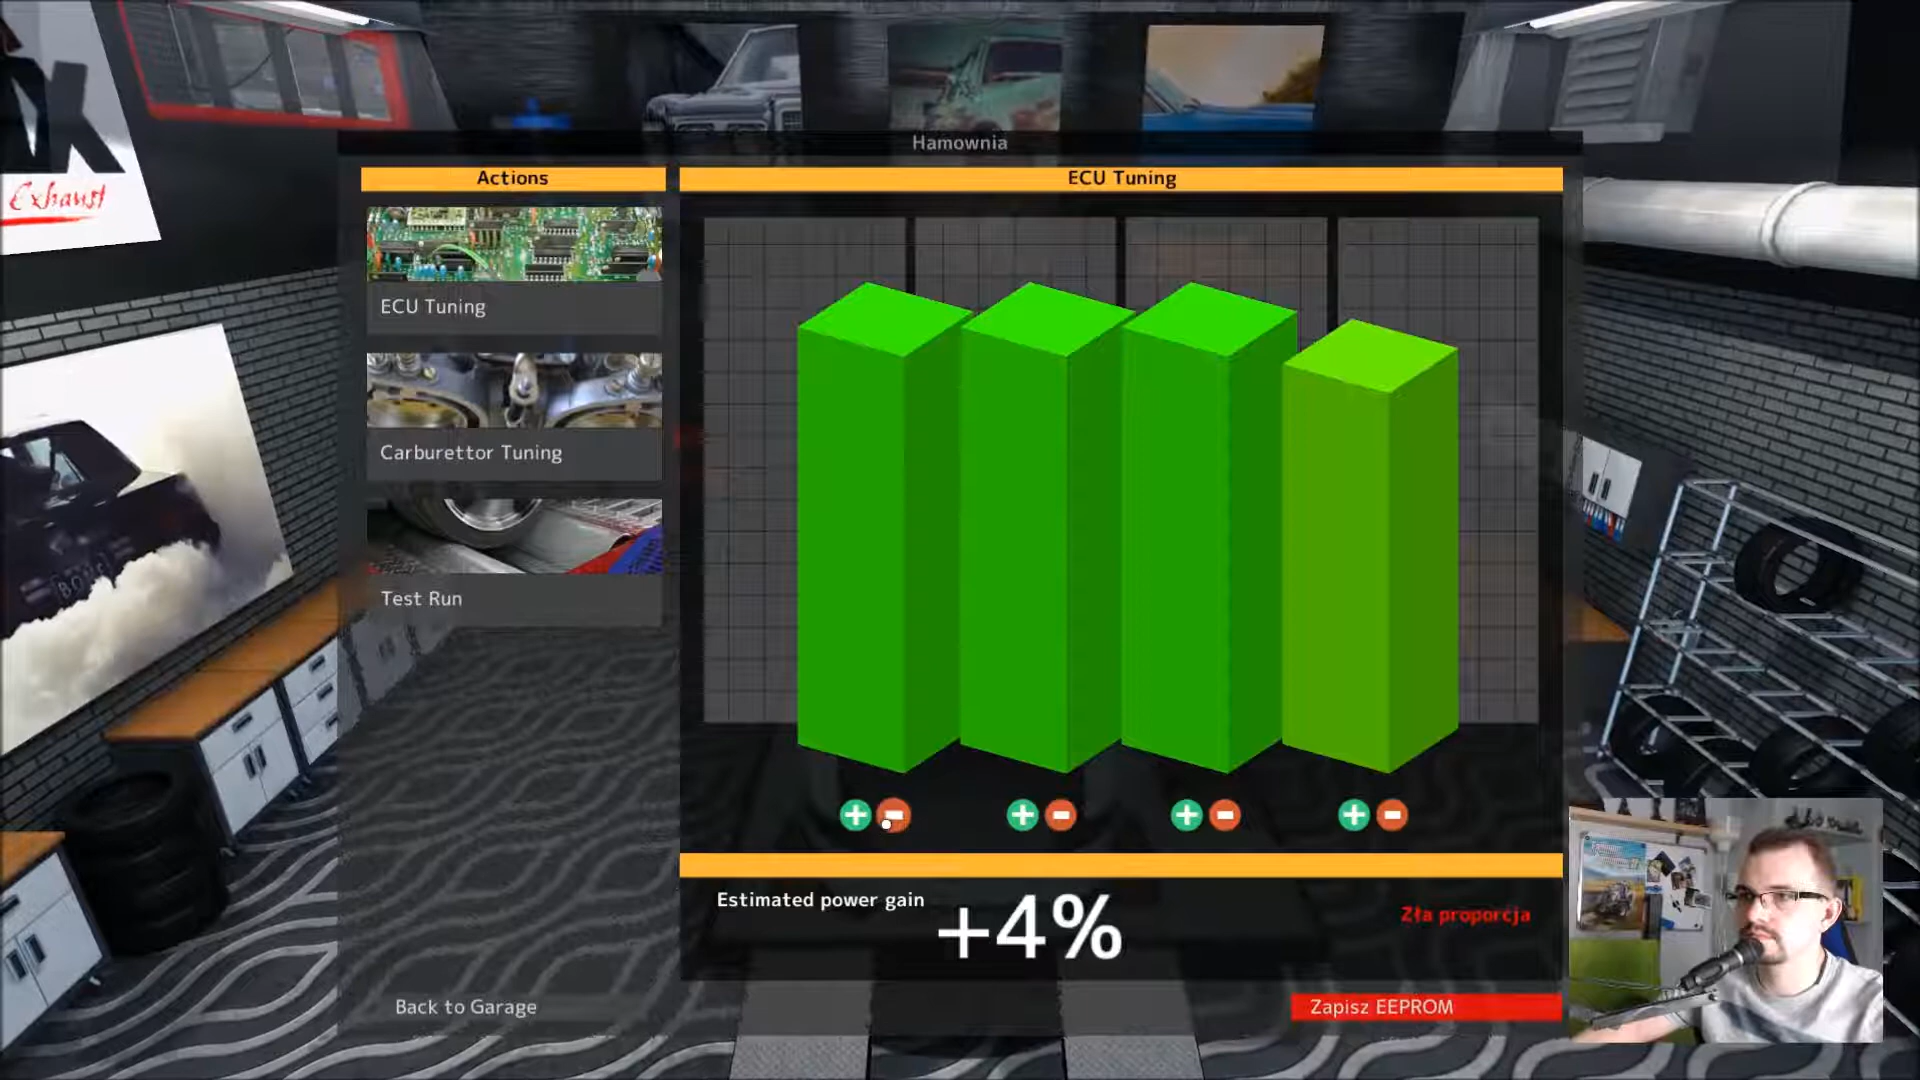 Hamownia
Actions
ECU Tuning
ECU Tuning
Carburettor Tuning
Test Run
Exhaust
Estimated power gain
+4%
Zła proporcja
Back to Garage
Zapisz EEPROM